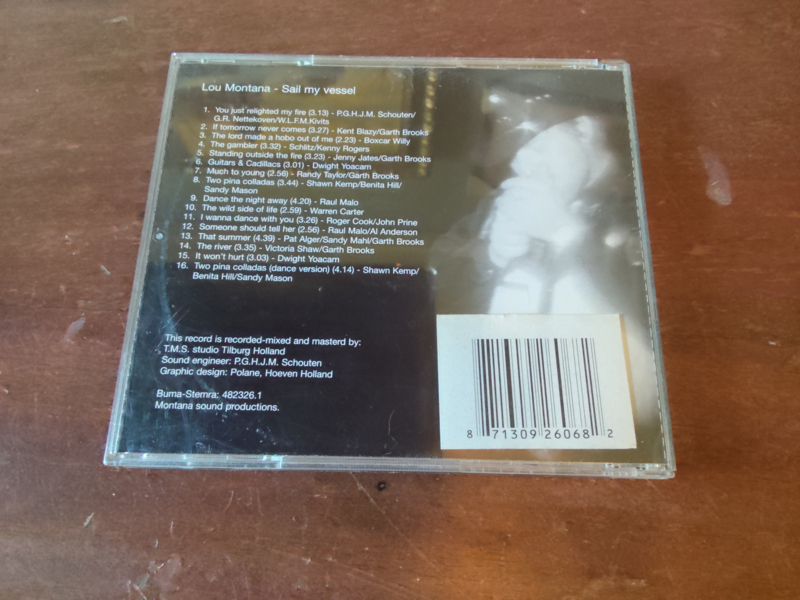 Lou Montana - Sail my vessel
1. You just relighted my fire (3.13) - P.G.H.J.M. Schouten/
G.R. Nettekoven/W.L.F.M.Kivits
2. If tomorrow never comes (3.27) - Kent Blazy/Garth Brooks
3. The lord made a hobo out of me (2.23) - Boxcar Willy
4. The gambler (3.32) - Schlitz/Kenny Rogers
5. Standing outside the fire (3.23) - Jenny Jates/Garth Brooks
6. Guitars & Cadillacs (3.01) - Dwight Yoacam
7. Much to young (2.56) - Randy Taylor/Garth Brooks
8. Two pina colladas (3.44) - Shawn Kemp/Benita Hill/
Sandy Mason
9. Dance the night away (4.20) - Raul Malo
10. The wild side of life (2.59) - Warren Carter
11. I wanna dance with you (3.26) - Roger Cook/John Prine
12. Someone should tell her (2.56) - Raul Malo/Al Anderson
13. That summer (4.39) - Pat Alger/Sandy Mahl/Garth Brooks
14. The river (3.35) - Victoria Shaw/Garth Brooks
15. It won't hurt (3.03) - Dwight Yoacam
16. Two pina colladas (dance version) (4.14) - Shawn Kemp/
Benita Hill/Sandy Mason
This record is recorded-mixed and masterd by:
T.M.S. studio Tilburg Holland
Sound engineer: P.G.H.J.M. Schouten
Graphic design: Polane, Hoeven Holland
Buma-Stemra: 482326.1
Montana sound productions.
8 71309 26068 2